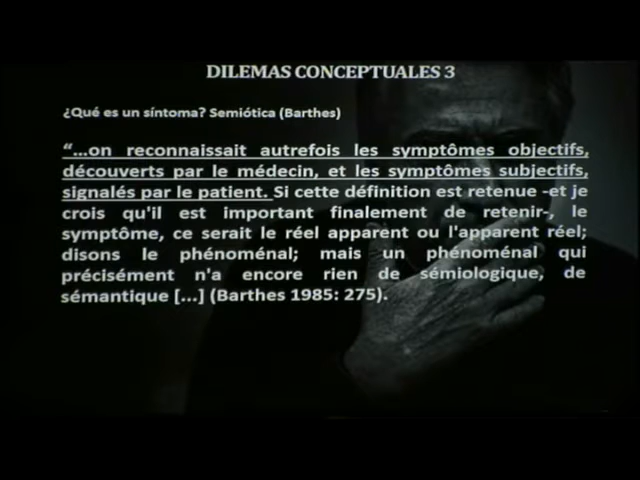 DILEMAS CONCEPTUALES 3
¿Qué es un síntoma? Semiótica (Barthes)
“...on reconnaissait autrefois les symptômes objectifs,
découverts par le médecin, et les symptômes subjectifs,
signalés par le patient. Si cette définition est retenue -et je
crois qu'il est important finalement de retenir-, le
symptôme, ce serait le réel apparent ou l'apparent réel;
disons le phénoménal; mais un phénoménal qui
précisément n'a encore rien de sémiologique, de
sémantique [...] (Barthes 1985: 275).